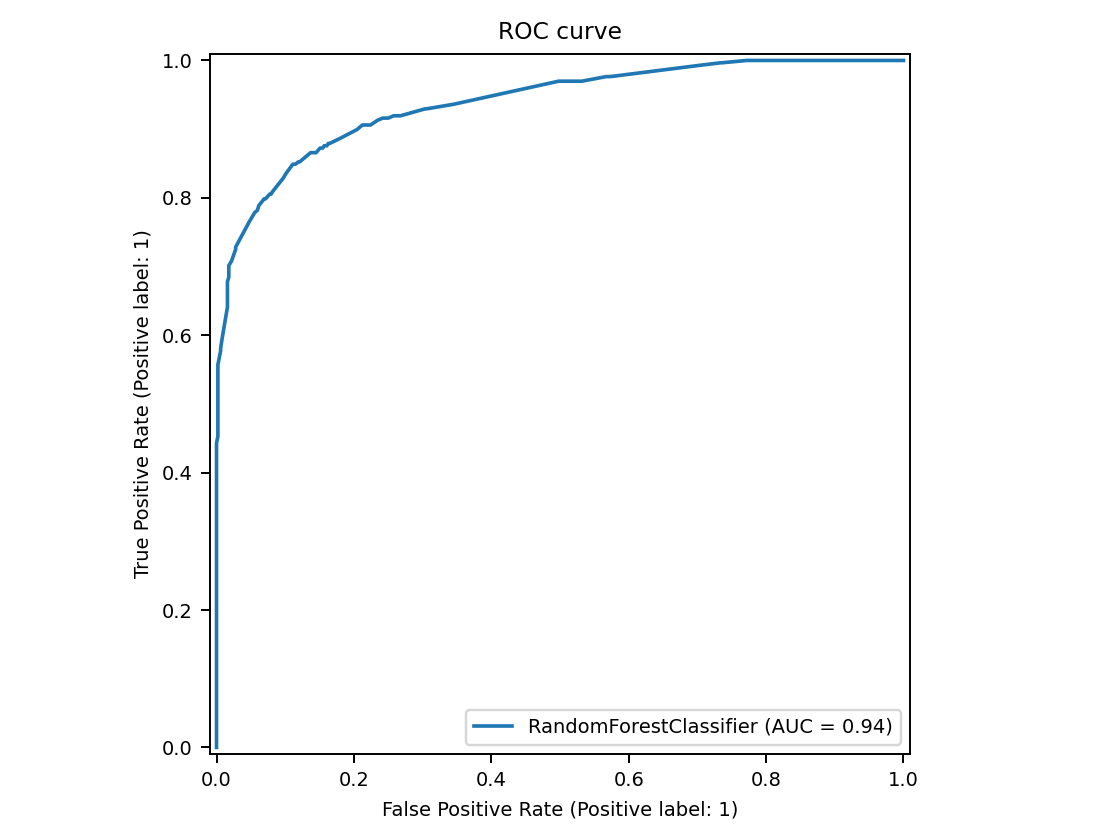 ROC curve
True Positive Rate (Positive label: 1)
1.0
0.8
0.6
0.4
0.2
0.0
RandomForestClassifier (AUC = 0.94)
0.0 0.2 0.4 0.6 0.8 1.0
False Positive Rate (Positive label: 1)